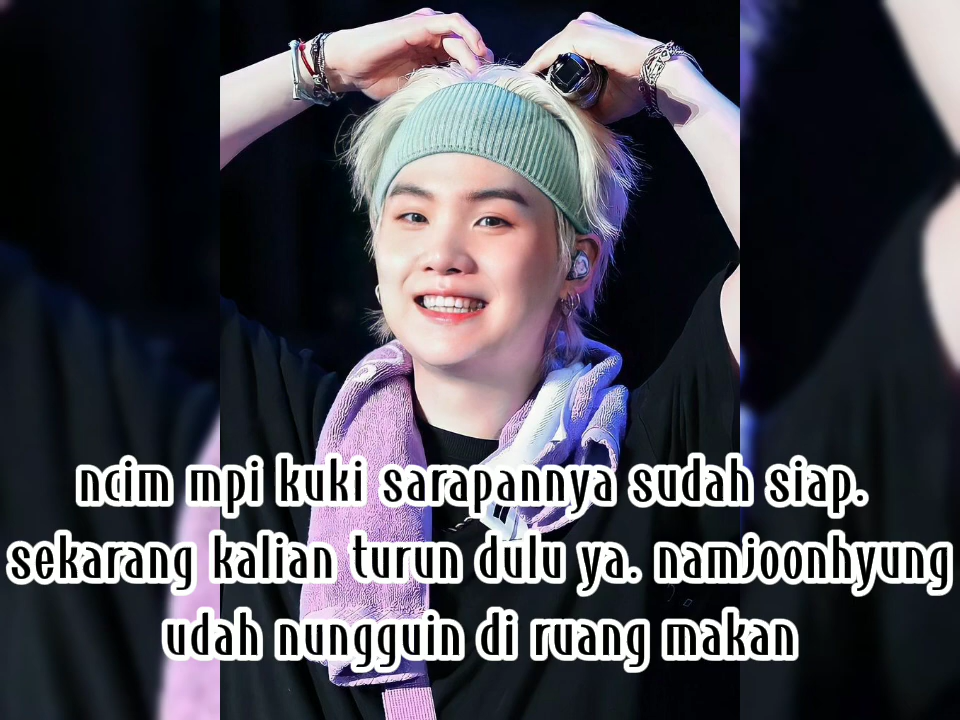 ncim mpi kuki sarapannya sudah siap.
sekarang kalian turun dulu ya. namjoonhyung
udah nungguin di ruang makan